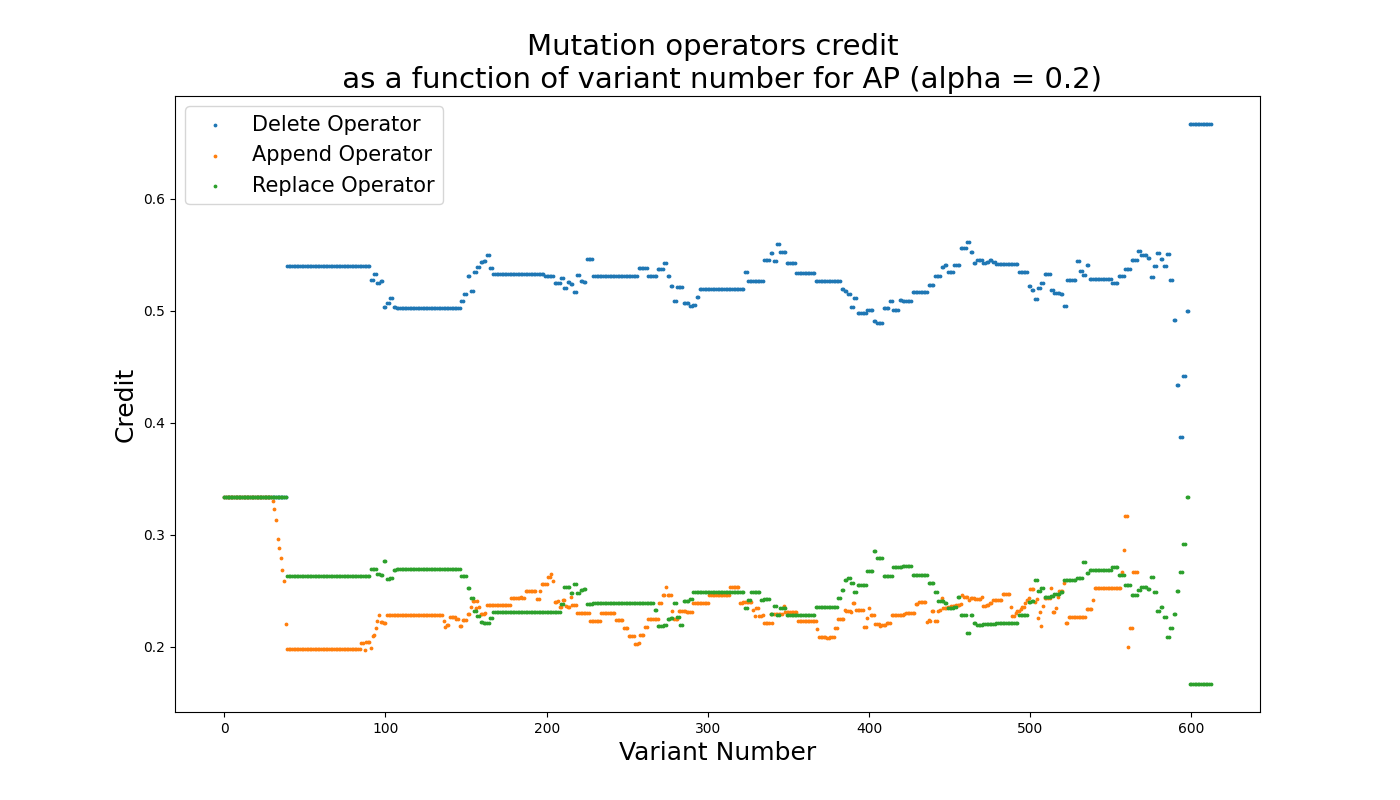 Mutation operators credit
as a function of variant number for AP (alpha = 0.2)
Delete Operator
Append Operator
Replace Operator
0.6
0.5
0.4
0.3
0.2
Credit
0 100 200 300 400 500 600
Variant Number